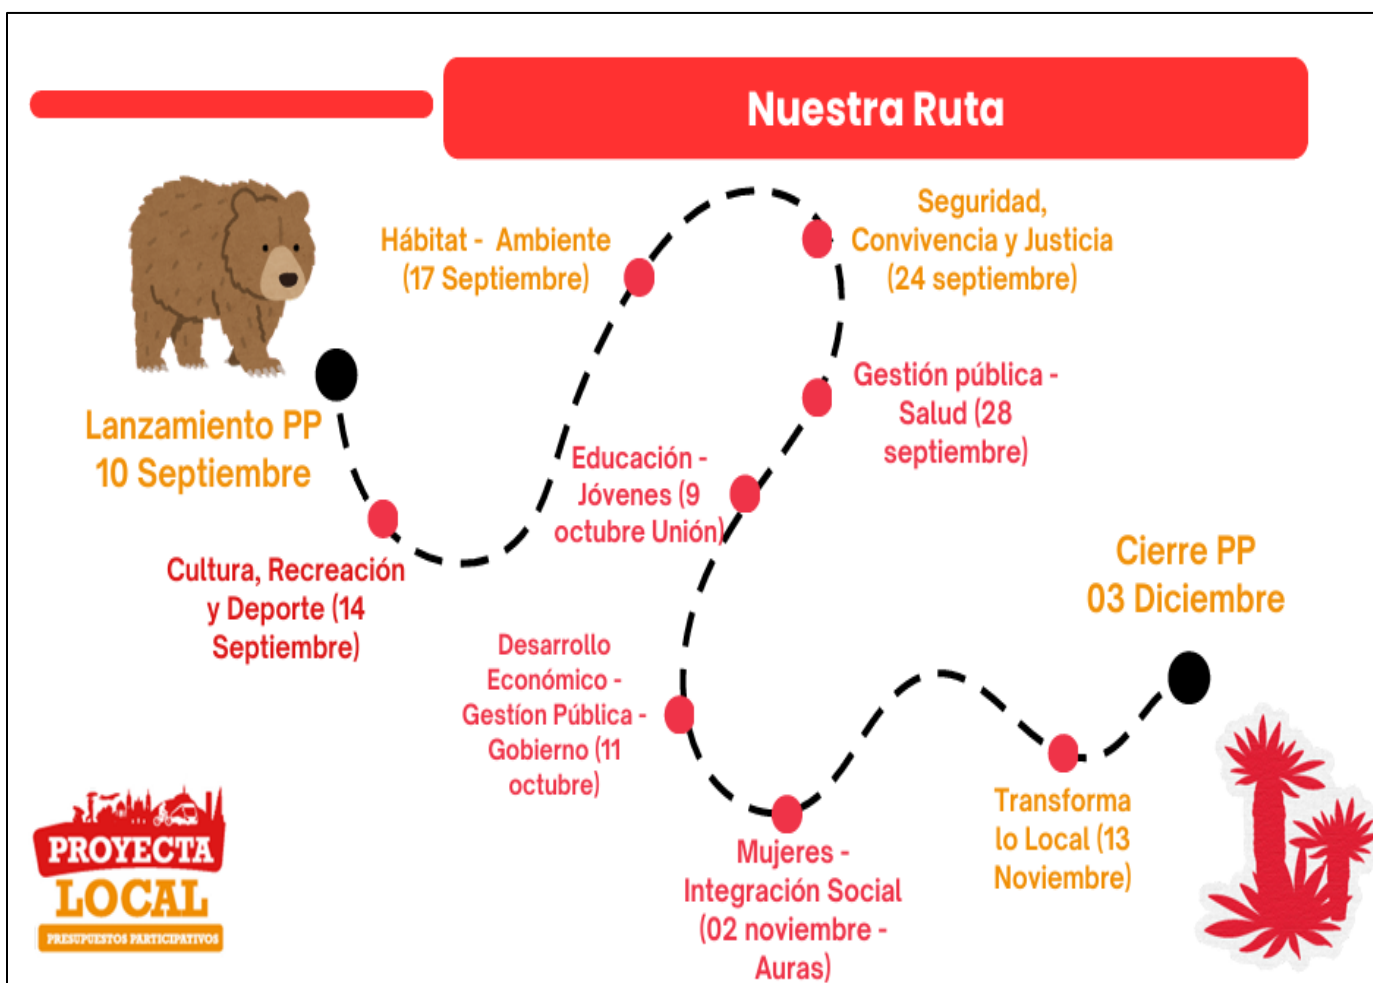 Nuestra Ruta
Lanzamiento PP
10 Septiembre
Cultura, Recreación
y Deporte (14
Septiembre)
Hábitat - Ambiente
(17 Septiembre)
Seguridad,
Convivencia y Justicia
(24 septiembre)
Gestión pública -
Salud (28
septiembre)
Educación -
Jóvenes (9
octubre Unión)
Desarrollo
Económico -
Gestíon Pública -
Gobierno (11
octubre)
Mujeres -
Integración Social
(02 noviembre -
Auras)
Transforma
lo Local (13
Noviembre)
Cierre PP
03 Diciembre
PROYECTA
LOCAL
PRESUPUESTOS PARTICIPATIVOS